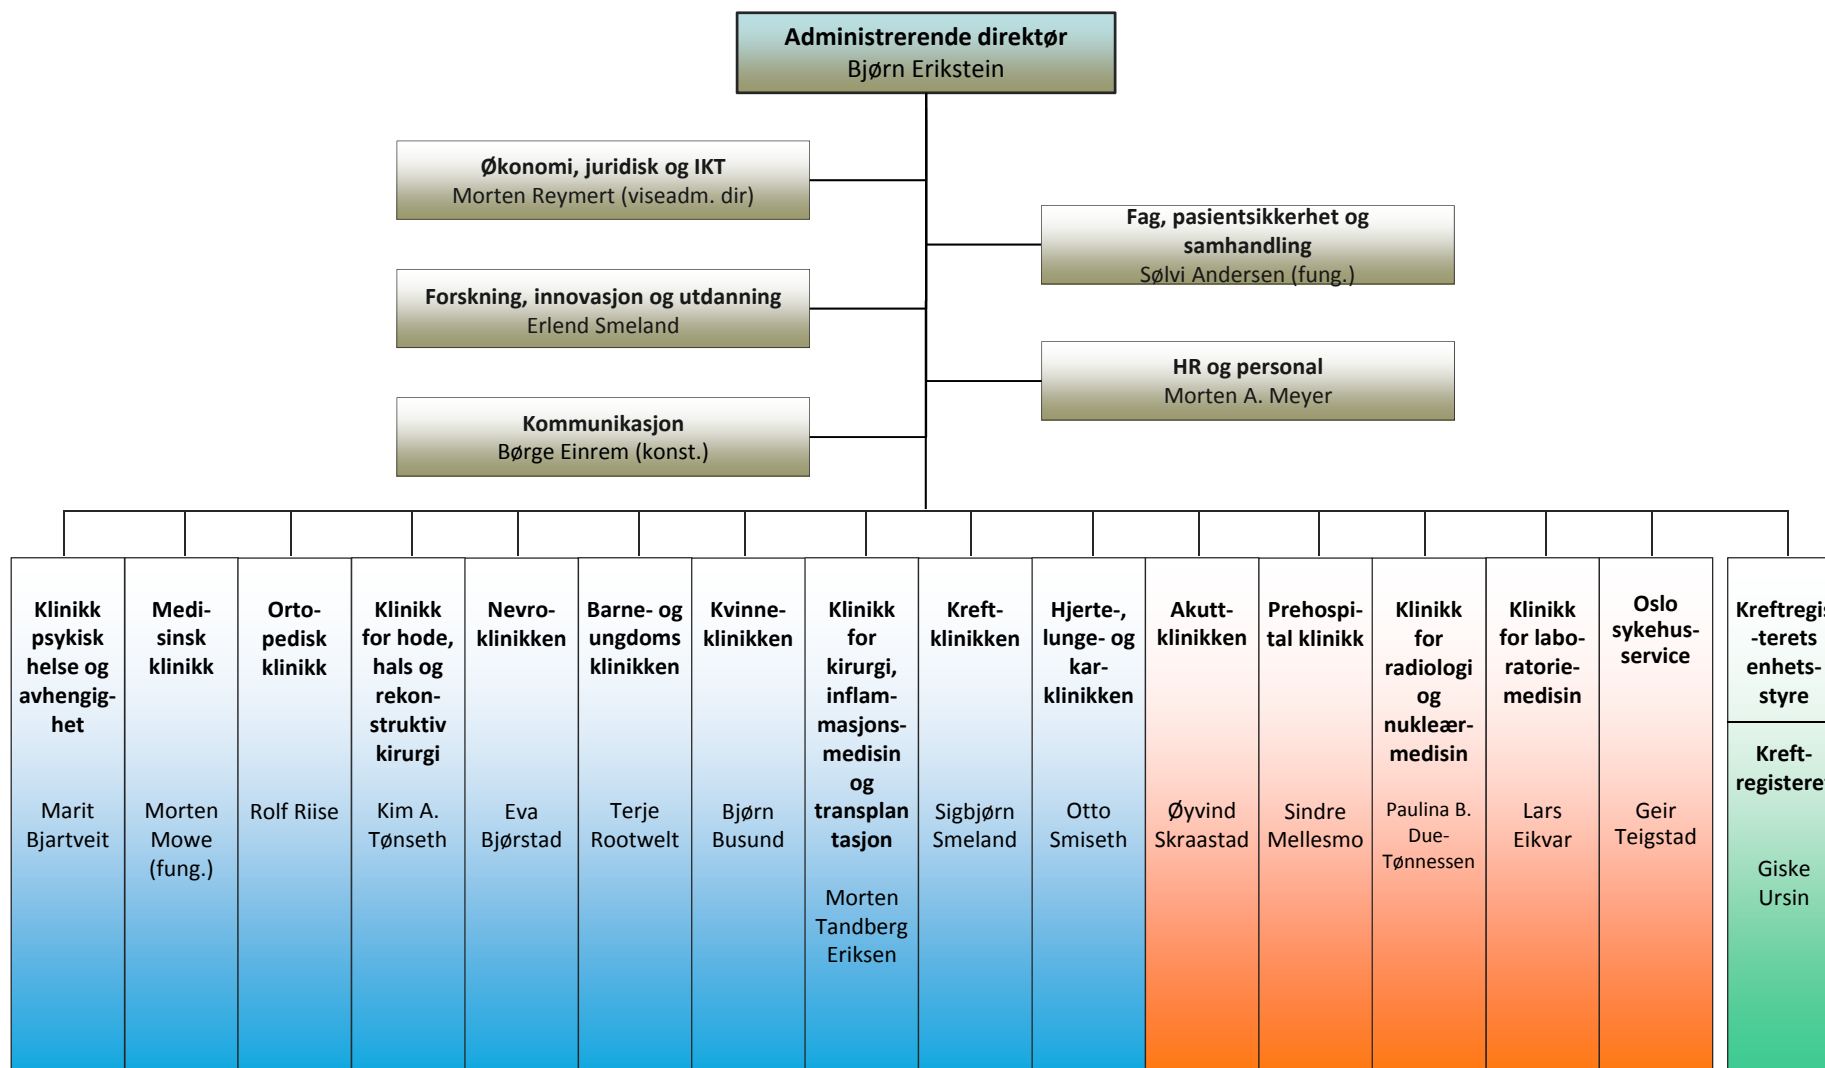 Administrerende direktør
Bjørn Erikstein
Økonomi, juridisk og IKT
Morten Reymert (viseadm. dir)
Fag, pasientsikkerhet og
samhandling
Sølvi Andersen (fung.)
Forskning, innovasjon og utdanning
Erlend Smeland
HR og personal
Morten A. Meyer
Kommunikasjon
Børge Einrem (konst.)
Klinikk
psykisk
helse og
avhengig-
het
Marit
Bjartveit
Medi-
sinsk
klinikk
Morten
Mowe
(fung.)
Orto-
pedisk
klinikk
Rolf Riise
Klinikk
for hode,
hals og
rekon-
struktiv
kirurgi
Kim A.
Tønseth
Nevro-
klinikken
Eva
Bjørstad
Barne- og
ungdoms
klinikken
Terje
Rootwelt
Kvinne-
klinikken
Bjørn
Busund
Klinikk
for
kirurgi,
inflam-
masjons-
medisin
og
transplan
tasjon
Morten
Tandberg
Eriksen
Kreft-
klinikken
Sigbjørn
Smeland
Hjerte-,
lunge- og
kar-
klinikken
Otto
Smiseth
Akutt-
klinikken
Øyvind
Skraastad
Prehospi-
tal klinikk
Sindre
Mellesmo
Klinikk
for
radiologi
og
nukleær-
medisin
Paulina B.
Due-
Tønnessen
Klinikk
for labo-
ratorie-
medisin
Lars
Eikvar
Oslo
sykehus-
service
Geir
Teigstad
Kreftregis
-terets
enhets-
styre
Kreft-
registeret
Giske
Ursin